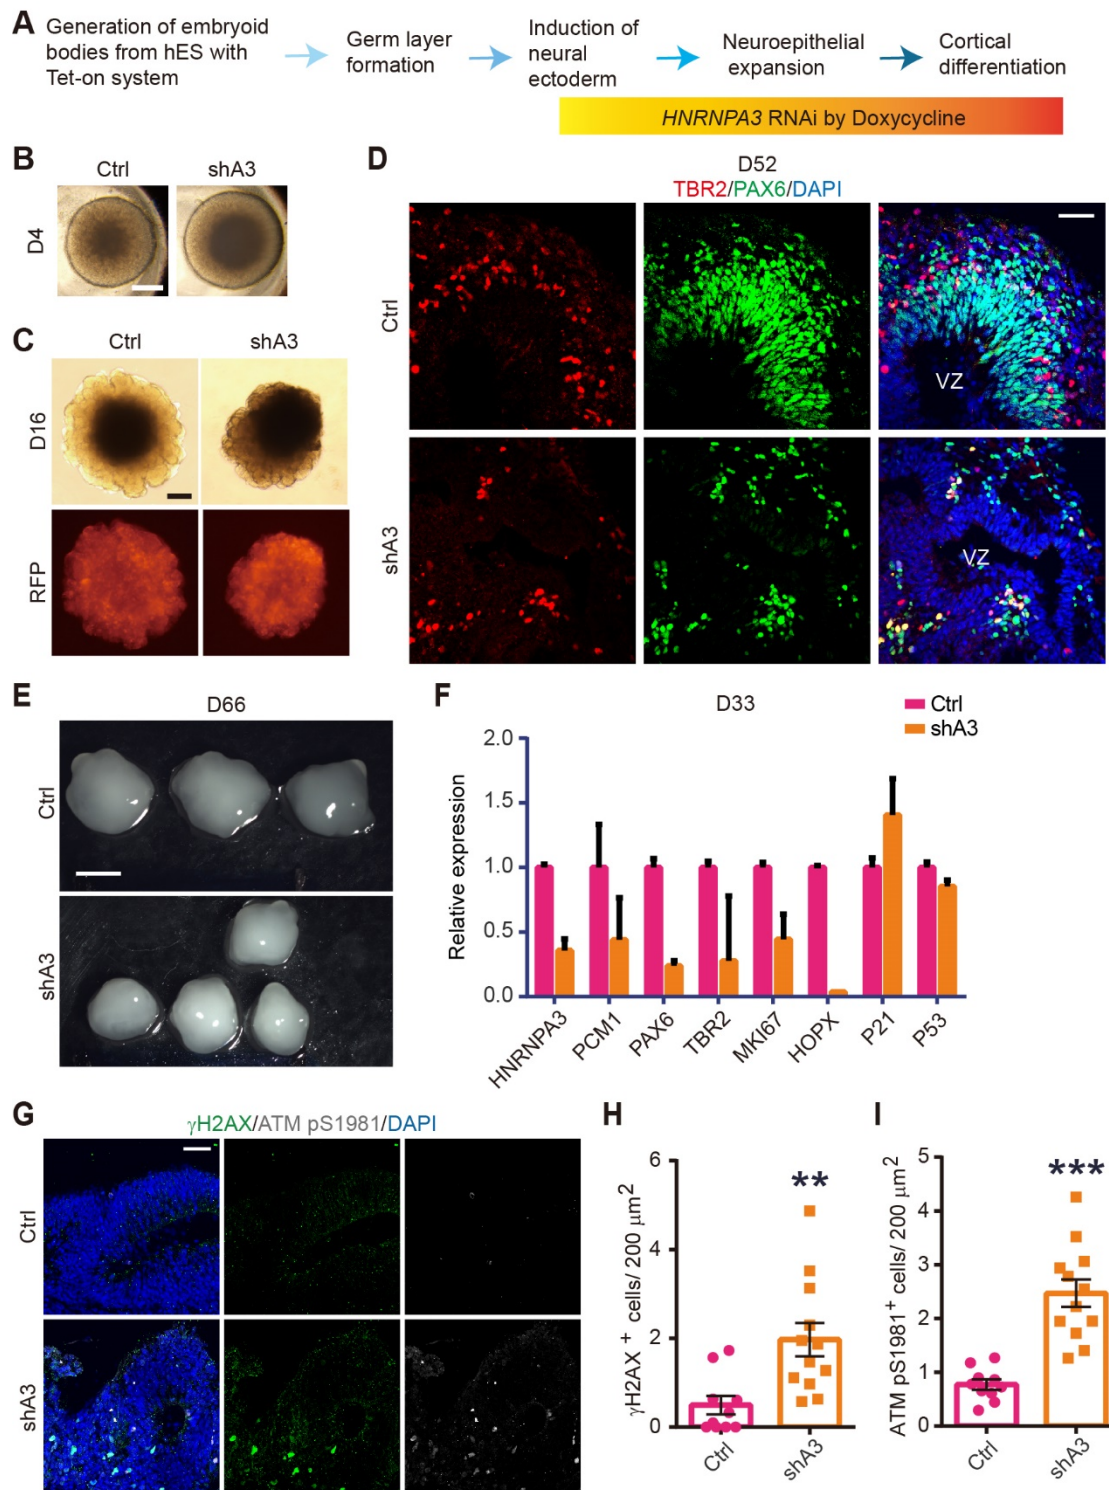 A
Generation of embryoid
bodies from hES with
Tet-on system
Germ layer
formation
Induction of
neural
ectoderm
Neuroepithelial
expansion
Cortical
differentiation
HNRNPA3 RNAi by Doxycycline
B
Ctrl
shA3
D4
C
Ctrl
shA3
D16
RFP
D
D52
TBR2/PAX6/DAPI
Ctrl
VZ
shA3
VZ
E
D66
Ctrl
shA3
F
D33
Ctrl
shA3
Relative expression
2.0
1.5
1.0
0.5
0.0
HNRNPA3
PCM1
PAX6
TBR2
MKI67
HOPX
P21
P53
G
γH2AX/ATM pS1981/DAPI
Ctrl
shA3
H
γH2AX + cells/ 200 μm2
6
4
2
0
**
Ctrl
shA3
I
ATM pS1981+ cells/ 200 μm2
5
4
3
2
1
0
***
Ctrl
shA3